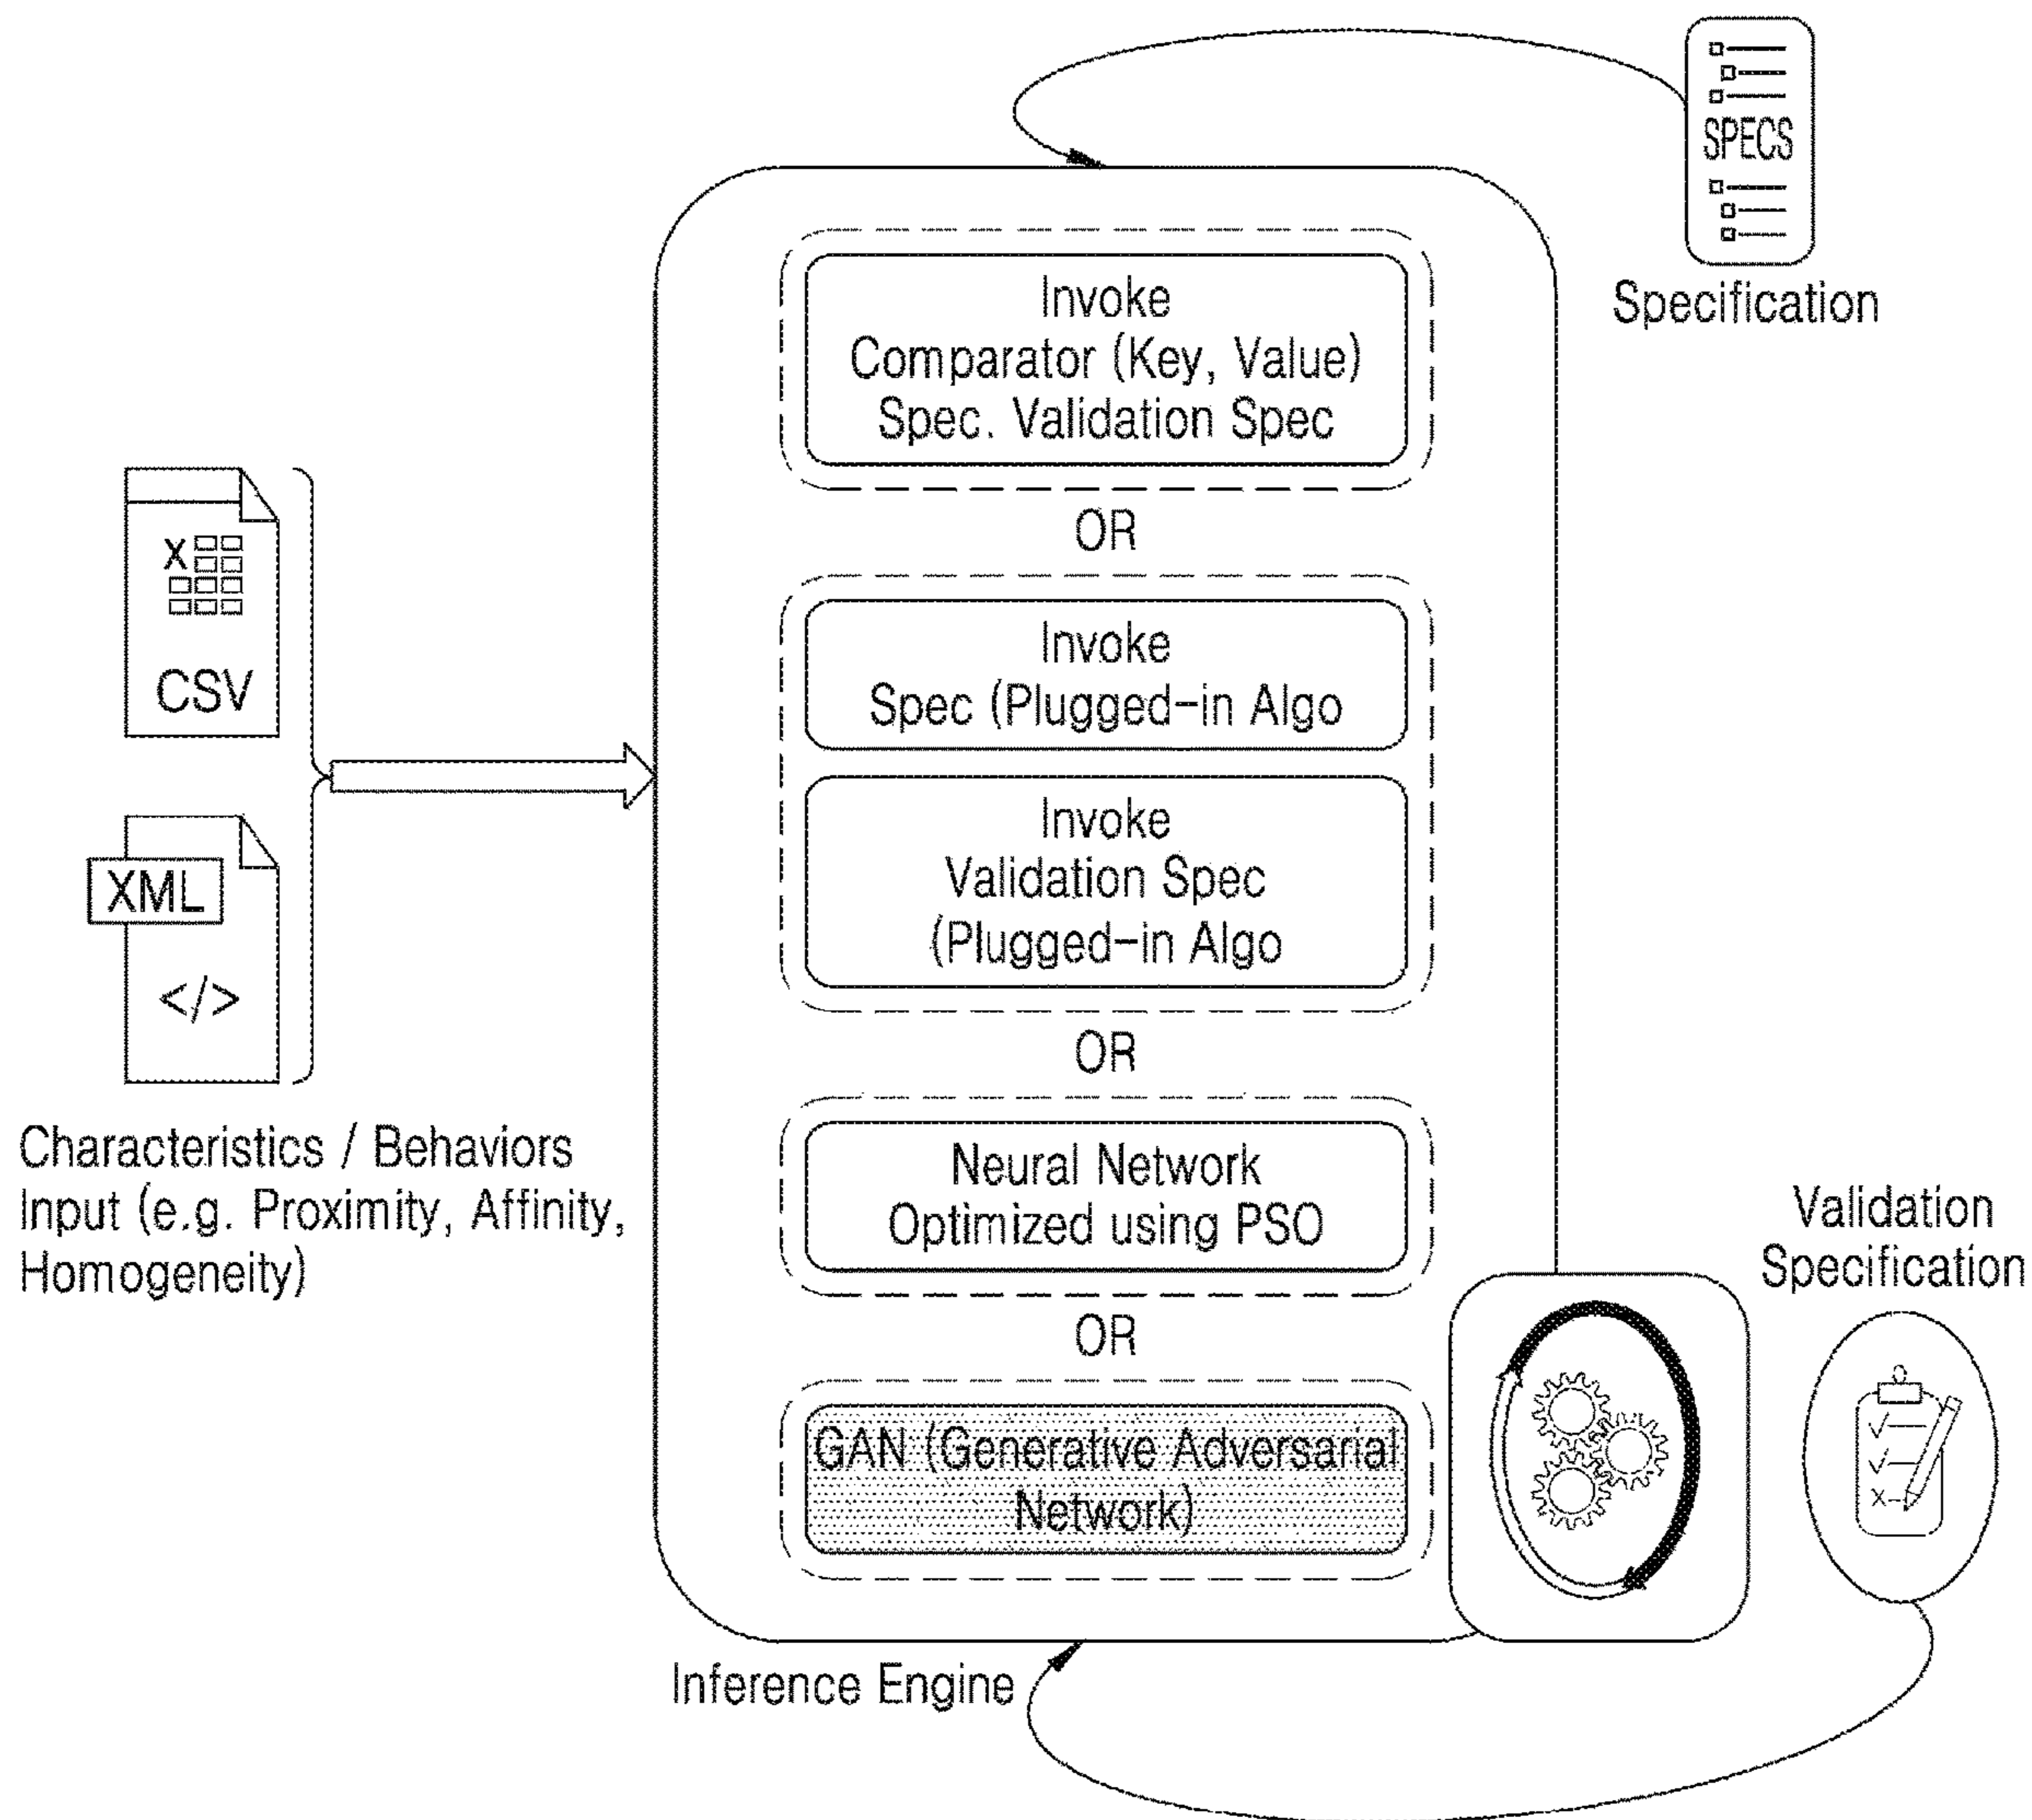 SPECS
Specification
Invoke
Comparator (Key, Value)
Spec. Validation Spec
OR
X
CSV
Invoke
Spec (Plugged-in Algo
Invoke
Validation Spec
(Plugged-in Algo
XML
</>
OR
Characteristics / Behaviors
Input (e.g. Proximity, Affinity,
Homogeneity)
Neural Network
Optimized using PSO
Validation
Specification
OR
GAN (Generative Adversarial
Network)
Inference Engine